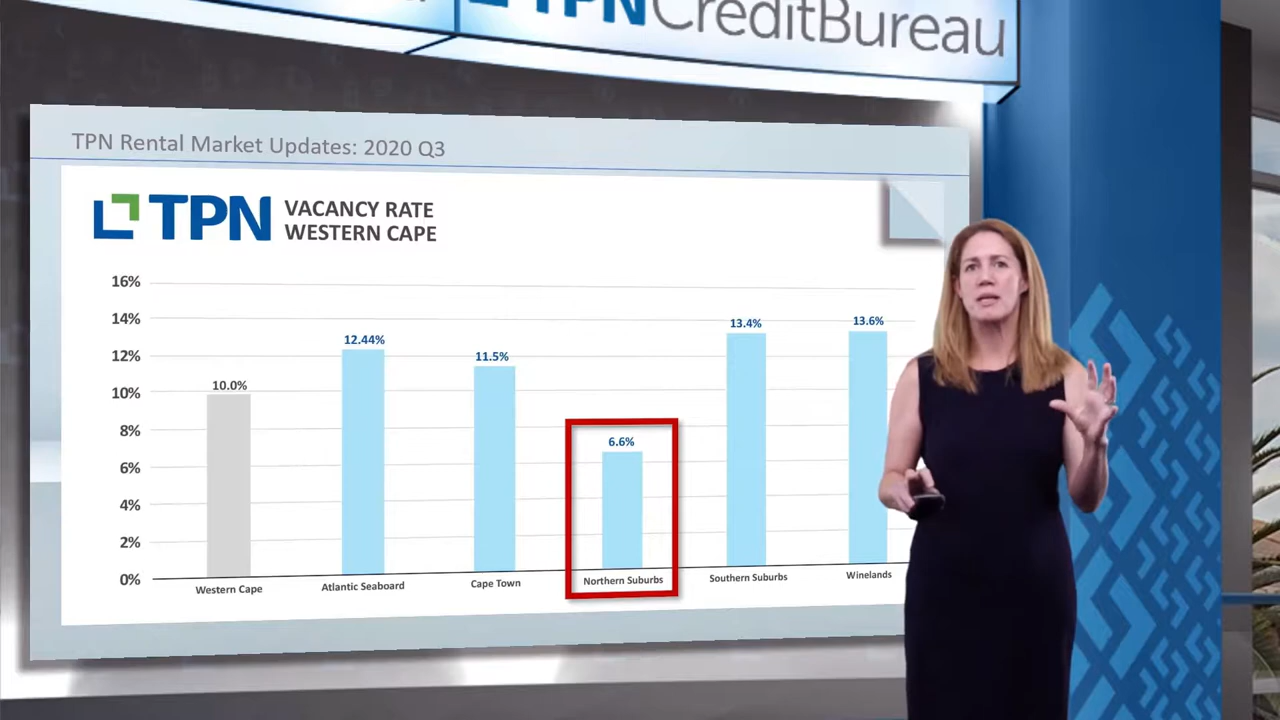 TPNCreditBureau
TPN Rental Market Updates: 2020 Q3
TPN
VACANCY RATE
WESTERN CAPE
16%
14%
12%
10%
8%
6%
4%
2%
0%
10.0%
12.44%
11.5%
6.6%
13.4%
13.6%
Western Cape
Atlantic Seaboard
Cape Town
Northern Suburbs
Southern Suburbs
Winelands